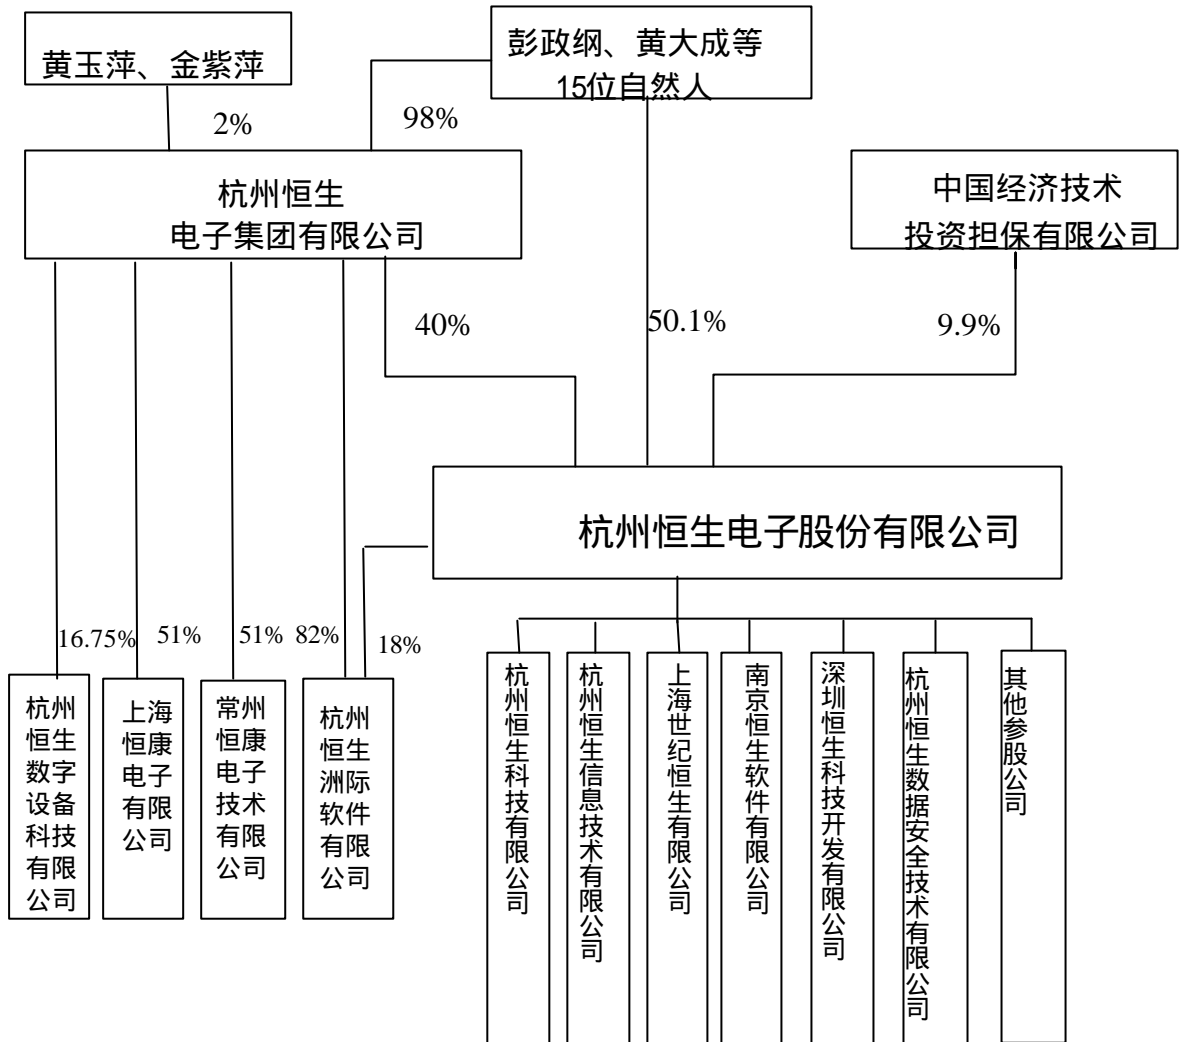 黄玉萍、金紫萍
彭政纲、黄大成等
15位自然人
2%
98%
杭州恒生
电子集团有限公司
中国经济技术
投资担保有限公司
40%
50.1%
9.9%
杭州恒生电子股份有限公司
16.75%
51%
51%
82%
18%
杭州
恒生
数字
设备
科技
有限
公司
上海
恒康
电子
有限
公司
常州
恒康
电子
技术
有限
公司
杭州
恒生
洲际
软件
有限
公司
杭州恒生科技有限公司
杭州恒生信息技术有限公司
上海世纪恒生有限公司
南京恒生软件有限公司
深圳恒生科技开发有限公司
杭州恒生数据安全技术有限公司
其他参股公司